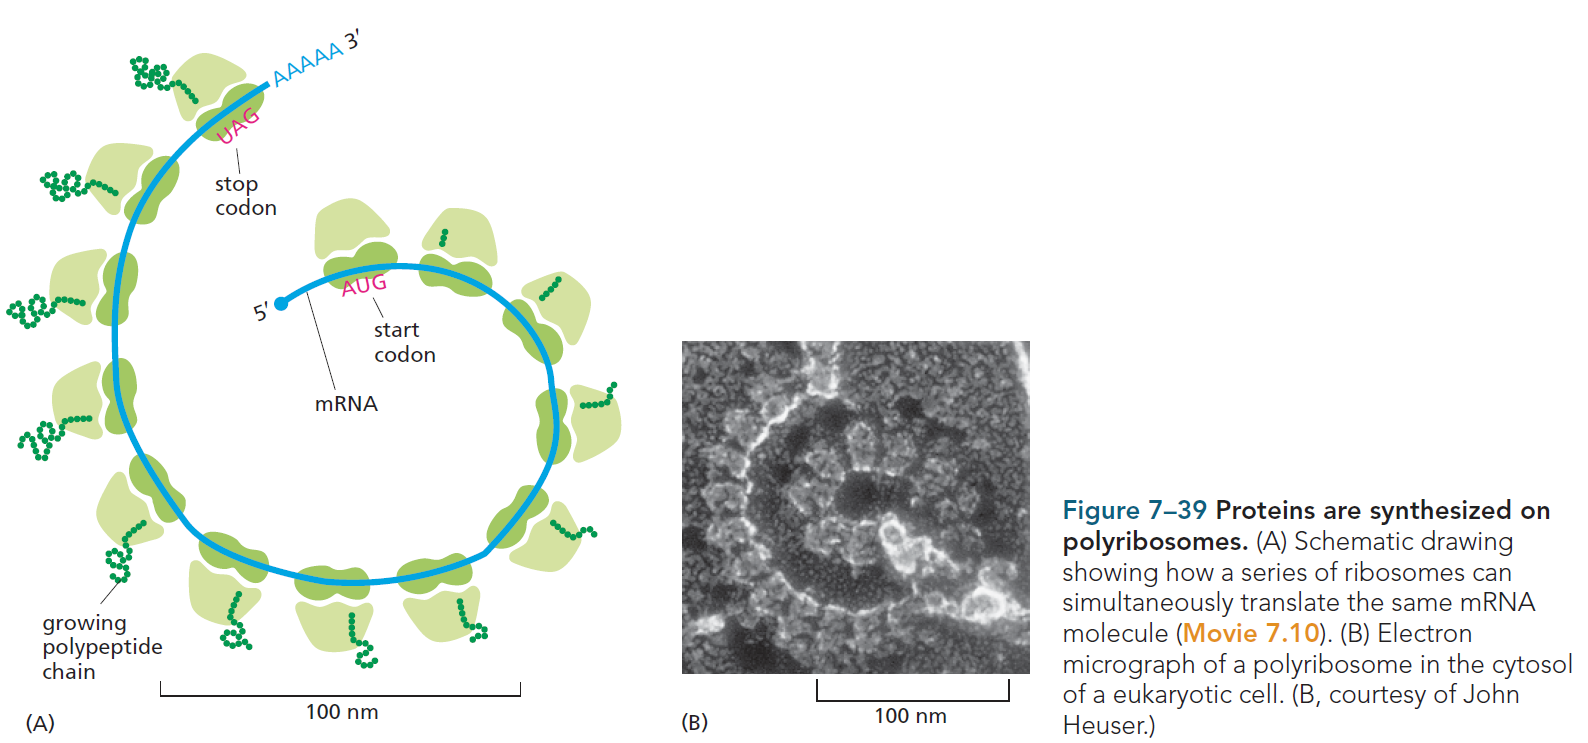 AAAAA 3'
UAG
stop
codon
5'
AUG
start
codon
mRNA
growing
polypeptide
chain
100 nm
(A)
100 nm
(B)
Figure 7–39 Proteins are synthesized on
polyribosomes. (A) Schematic drawing
showing how a series of ribosomes can
simultaneously translate the same mRNA
molecule (Movie 7.10). (B) Electron
micrograph of a polyribosome in the cytosol
of a eukaryotic cell. (B, courtesy of John
Heuser.)